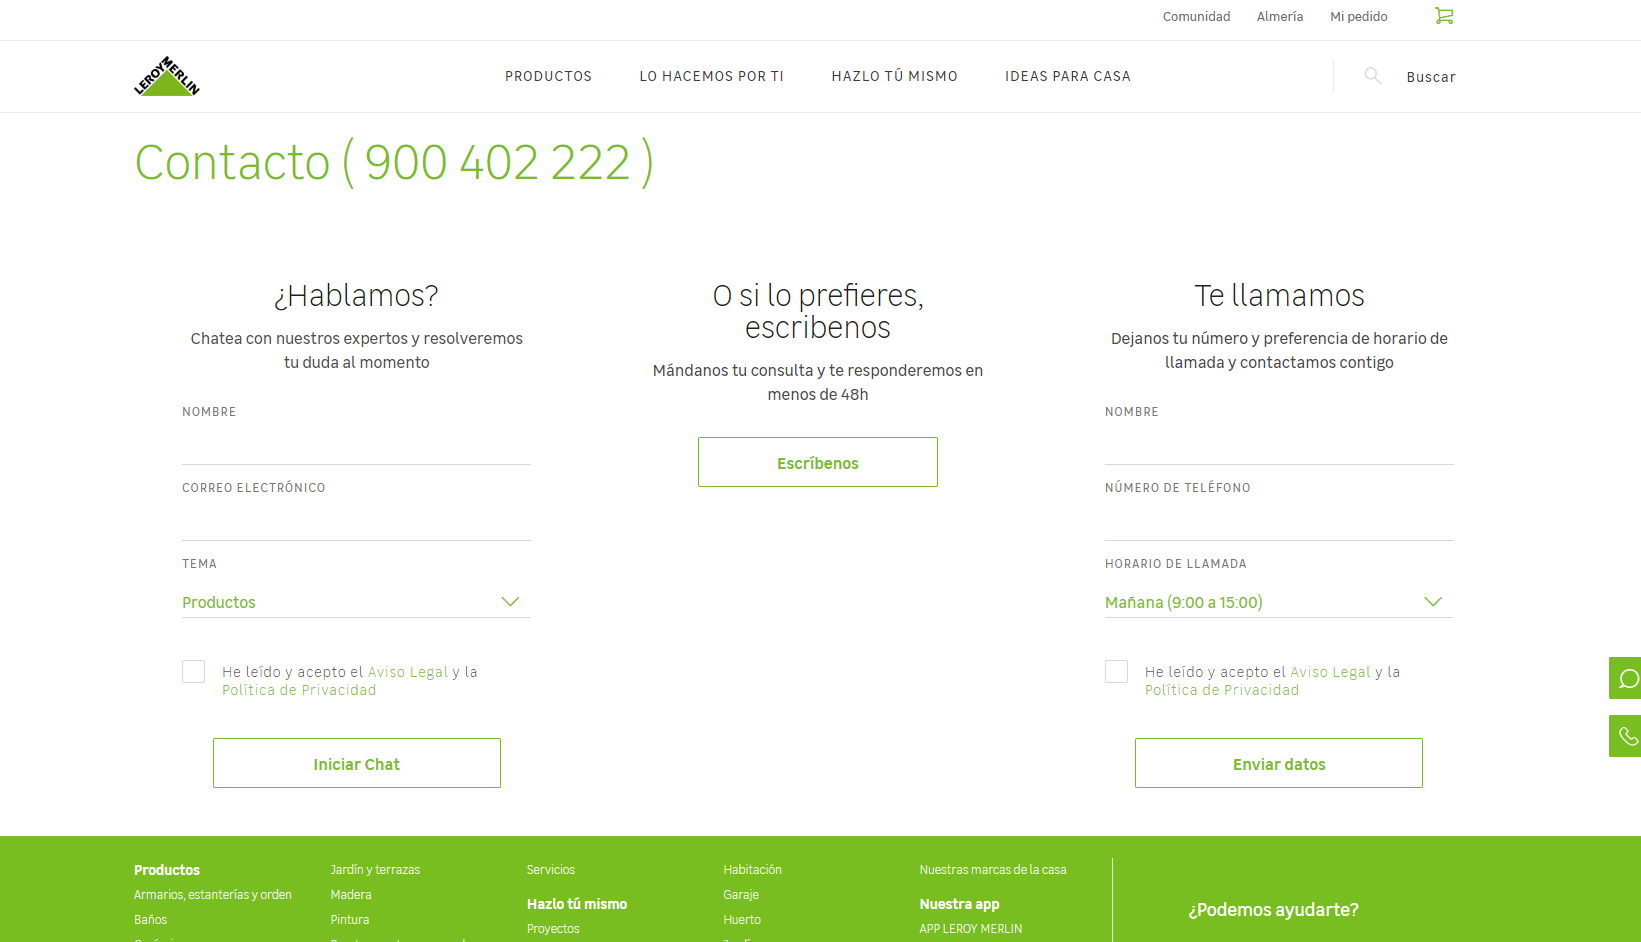 Comunidad Almería Mi pedido
LEROY MERLIN
PRODUCTOS LO HACEMOS POR TI HAZLO TÚ MISMO IDEAS PARA CASA Buscar
Contacto ( 900 402 222 )
¿Hablamos?
Chatea con nuestros expertos y resolveremos
tu duda al momento
NOMBRE
CORREO ELECTRÓNICO
TEMA
Productos
He leído y acepto el Aviso Legal y la
Política de Privacidad
Iniciar Chat
O si lo prefieres,
escribenos
Mándanos tu consulta y te responderemos en
menos de 48h
Escríbenos
Te llamamos
Dejanos tu número y preferencia de horario de
llamada y contactamos contigo
NOMBRE
NÚMERO DE TELÉFONO
HORARIO DE LLAMADA
Mañana (9:00 a 15:00)
He leído y acepto el Aviso Legal y la
Política de Privacidad
Enviar datos
Productos
Armarios, estanterías y orden
Baños
Jardín y terrazas
Madera
Pintura
Servicios
Hazlo tú mismo
Proyectos
Habitación
Garaje
Huerto
Nuestras marcas de la casa
Nuestra app
APP LEROY MERLIN
¿Podemos ayudarte?